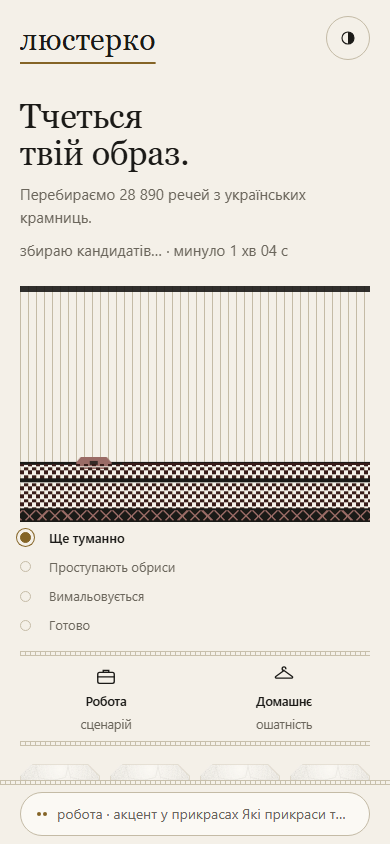 люстерко
Тчеться
твій образ.
Перебираємо 28 890 речей з українських
крамниць.
збираю кандидатів... · минуло 1 хв 04 с
Ще туманно
Проступають обриси
Вимальовується
Готово
Робота
сценарій
Домашнє
ошатність
робота · акцент у прикрасах Які прикраси т...